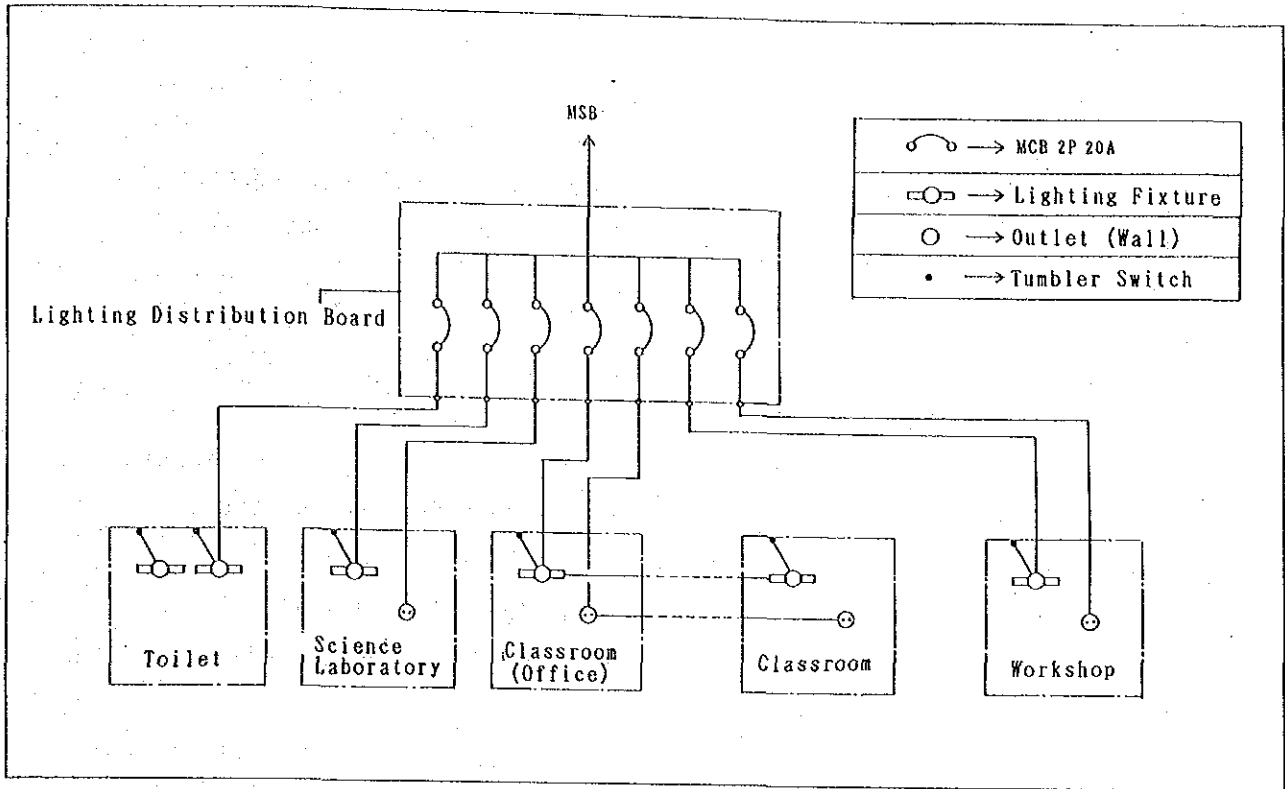 MSB
→ MCB 2P 20A
→ Lighting Fixture
→ Outlet (Wall)
→ Tumbler Switch
Lighting Distribution Board
Toilet
Science
Laboratory
Classroom
(Office)
Classroom
Workshop